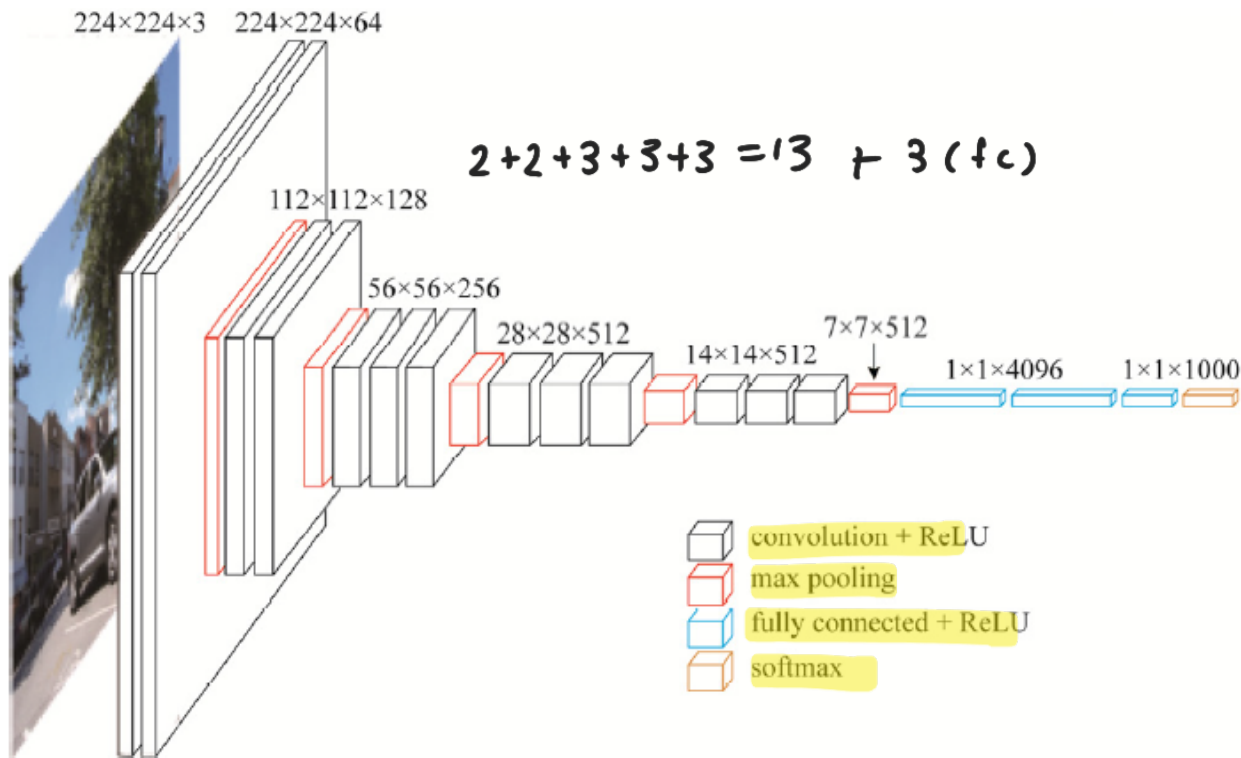 224×224×3 224×224×64
2+2+3+3+3 =13 + 3 (fc)
112×112×128
56×56×256
28×28×512
14×14×512
7×7×512
1×1×4096
1×1×1000
convolution + ReLU
max pooling
fully connected + ReLU
softmax